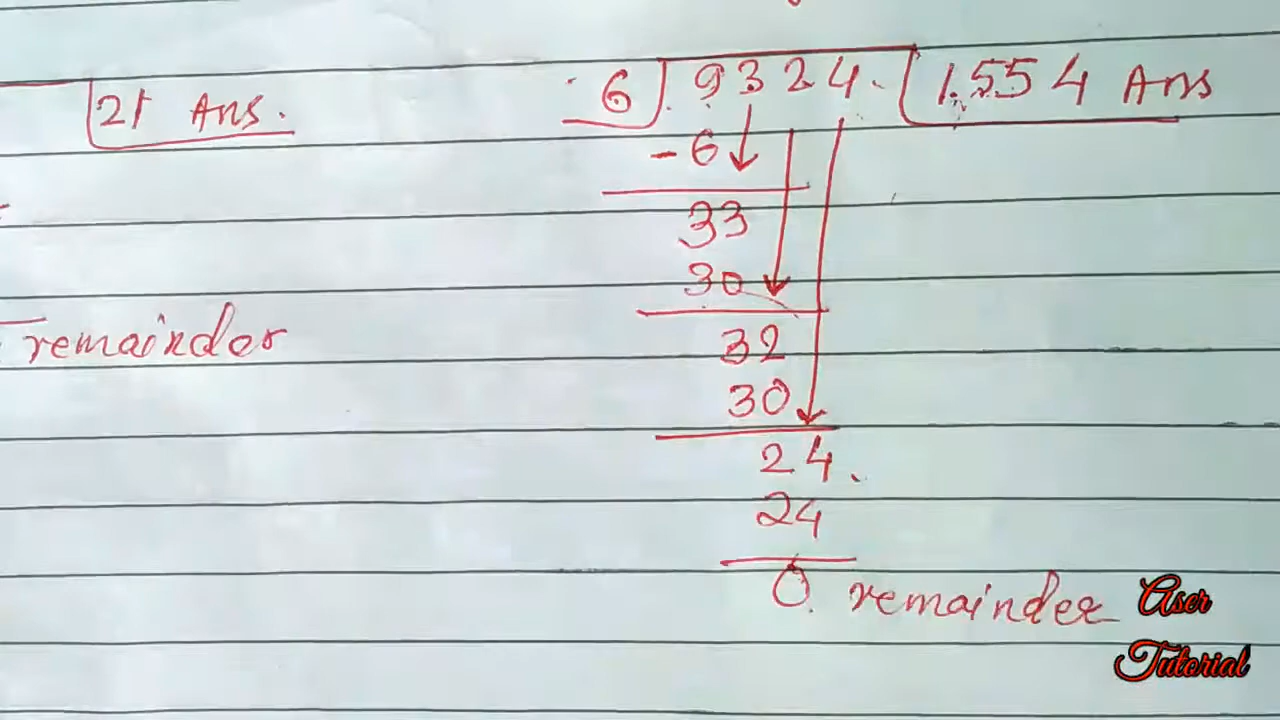 21 Ans.
6 ) 9324 ( 1554 Ans
- 6
33
30
32
30
24
24
0 remainder
remainder
Aser
Tutorial